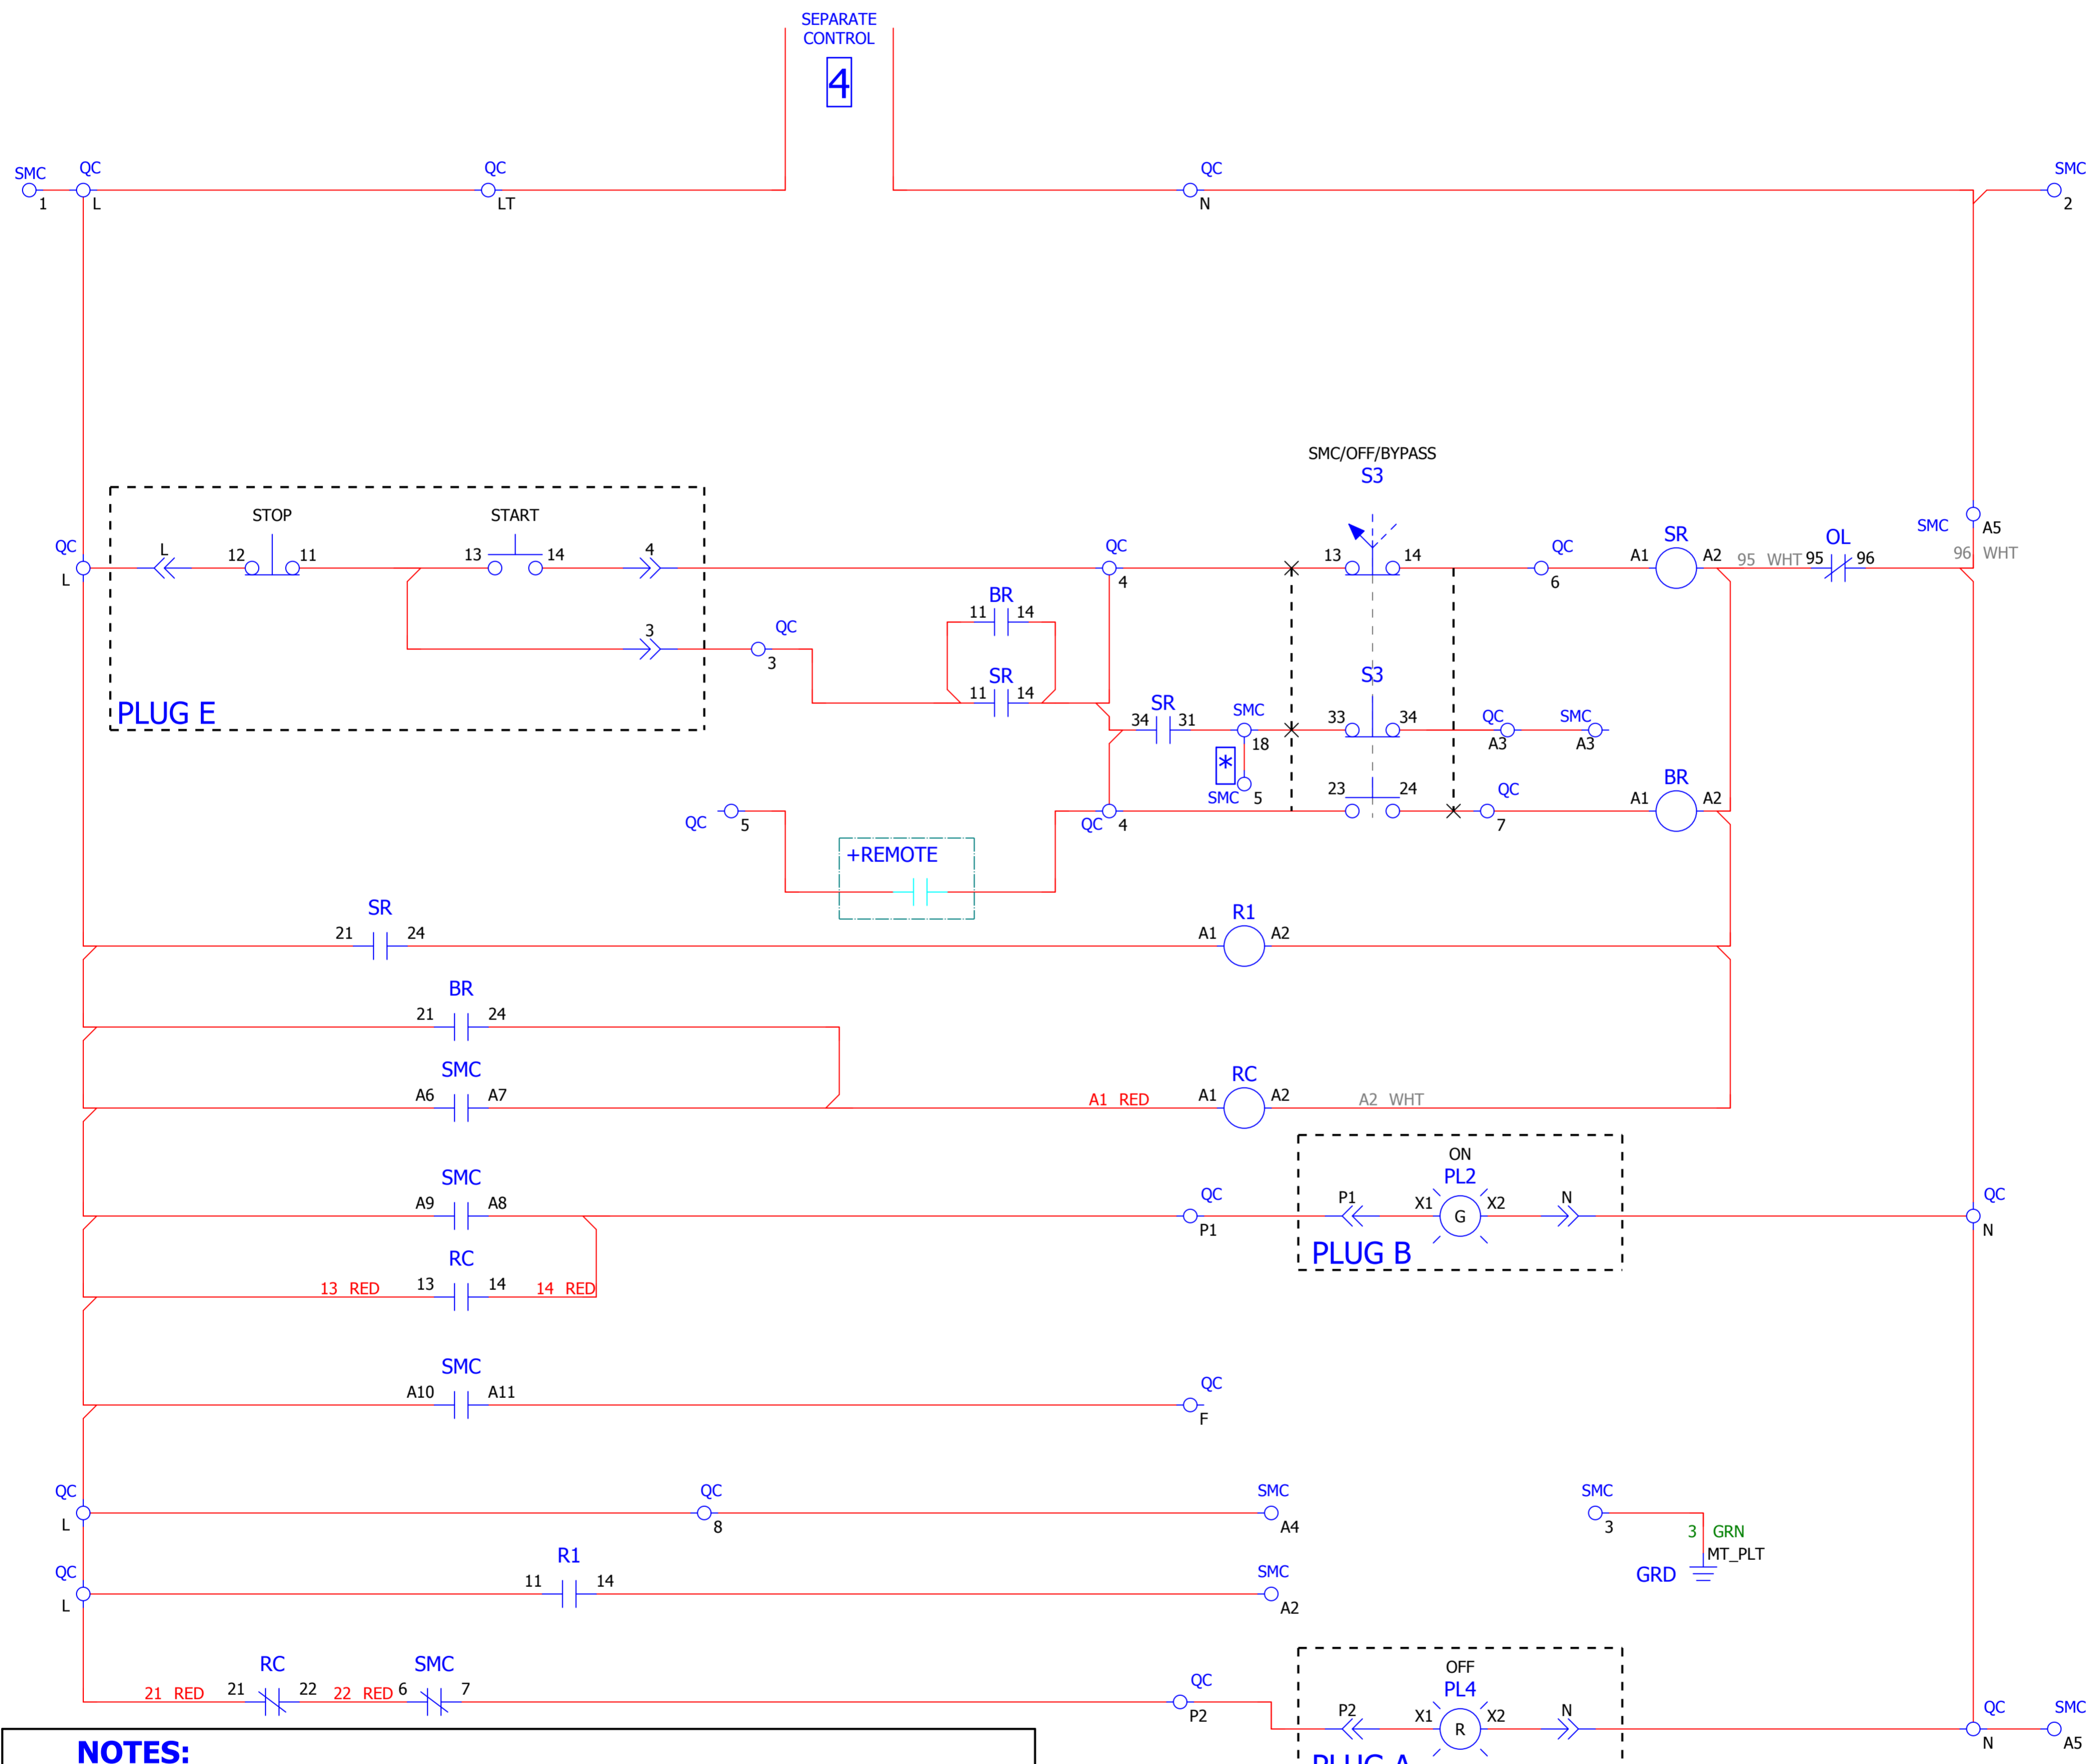 SEPARATE
CONTROL
4
SMC
QC
QC
QC
SMC
1
L
LT
N
2
SMC/OFF/BYPASS
S3
STOP
START
QC
L
L
12
11
13
14
4
QC
4
13
14
QC
6
SR
A1
A2
95 WHT
95
OL
96
SMC
A5
96 WHT
BR
11
14
3
QC
3
SR
11
14
S3
PLUG E
SR
34
31
SMC
18
33
34
QC
A3
SMC
A3
*
SMC
5
23
24
QC
7
BR
A1
A2
QC
5
QC
4
+REMOTE
SR
21
24
R1
A1
A2
BR
21
24
SMC
A6
A7
A1 RED
RC
A1
A2
A2 WHT
ON
SMC
A9
A8
QC
P1
P1
PL2
X1
G
X2
N
QC
N
PLUG B
RC
13 RED
13
14
14 RED
SMC
A10
A11
QC
F
QC
L
QC
8
SMC
A4
SMC
3
3 GRN
MT_PLT
GRD
QC
L
R1
11
14
SMC
A2
OFF
RC
21 RED
21
22
22 RED
SMC
6
7
QC
P2
P2
PL4
X1
R
X2
N
QC
N
SMC
A5
NOTES:
PLUG A